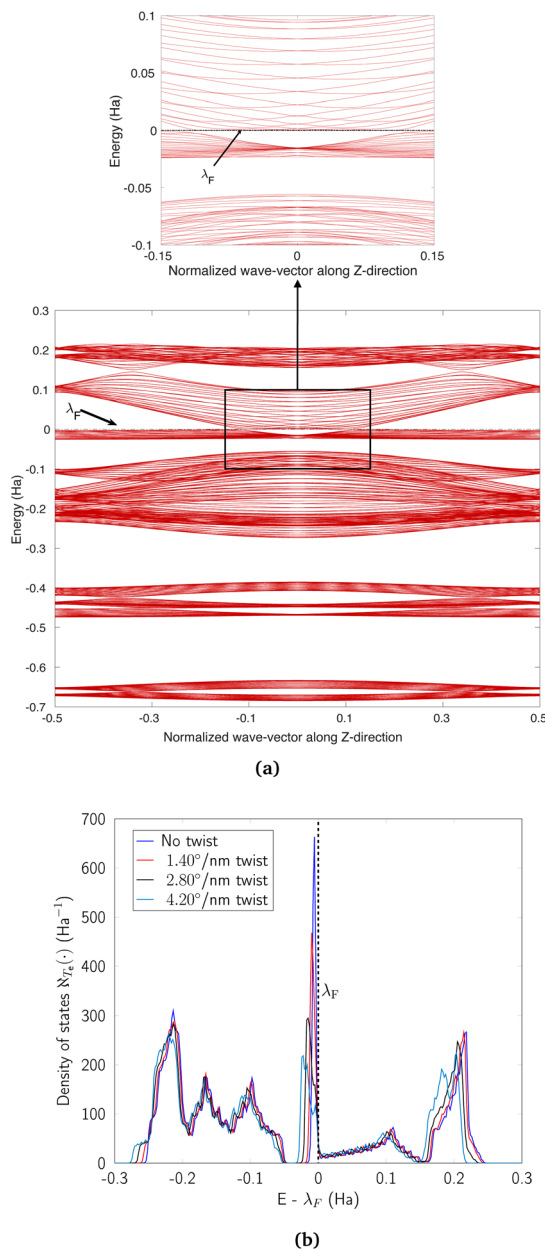 0.1
0.05
0
-0.05
-0.1
Energy (Ha)
λF
-0.15
0
0.15
Normalized wave-vector along Z-direction
0.3
0.2
0.1
0
-0.1
-0.2
-0.3
-0.4
-0.5
-0.6
-0.7
Energy (Ha)
λF
-0.5
-0.3
-0.1
0.1
0.3
0.5
Normalized wave-vector along Z-direction
(a)
700
600
500
400
300
200
100
0
Density of states ℵTe(·) (Ha⁻¹)
No twist
1.40°/nm twist
2.80°/nm twist
4.20°/nm twist
λF
-0.3
-0.2
-0.1
0
0.1
0.2
0.3
E - λF (Ha)
(b)